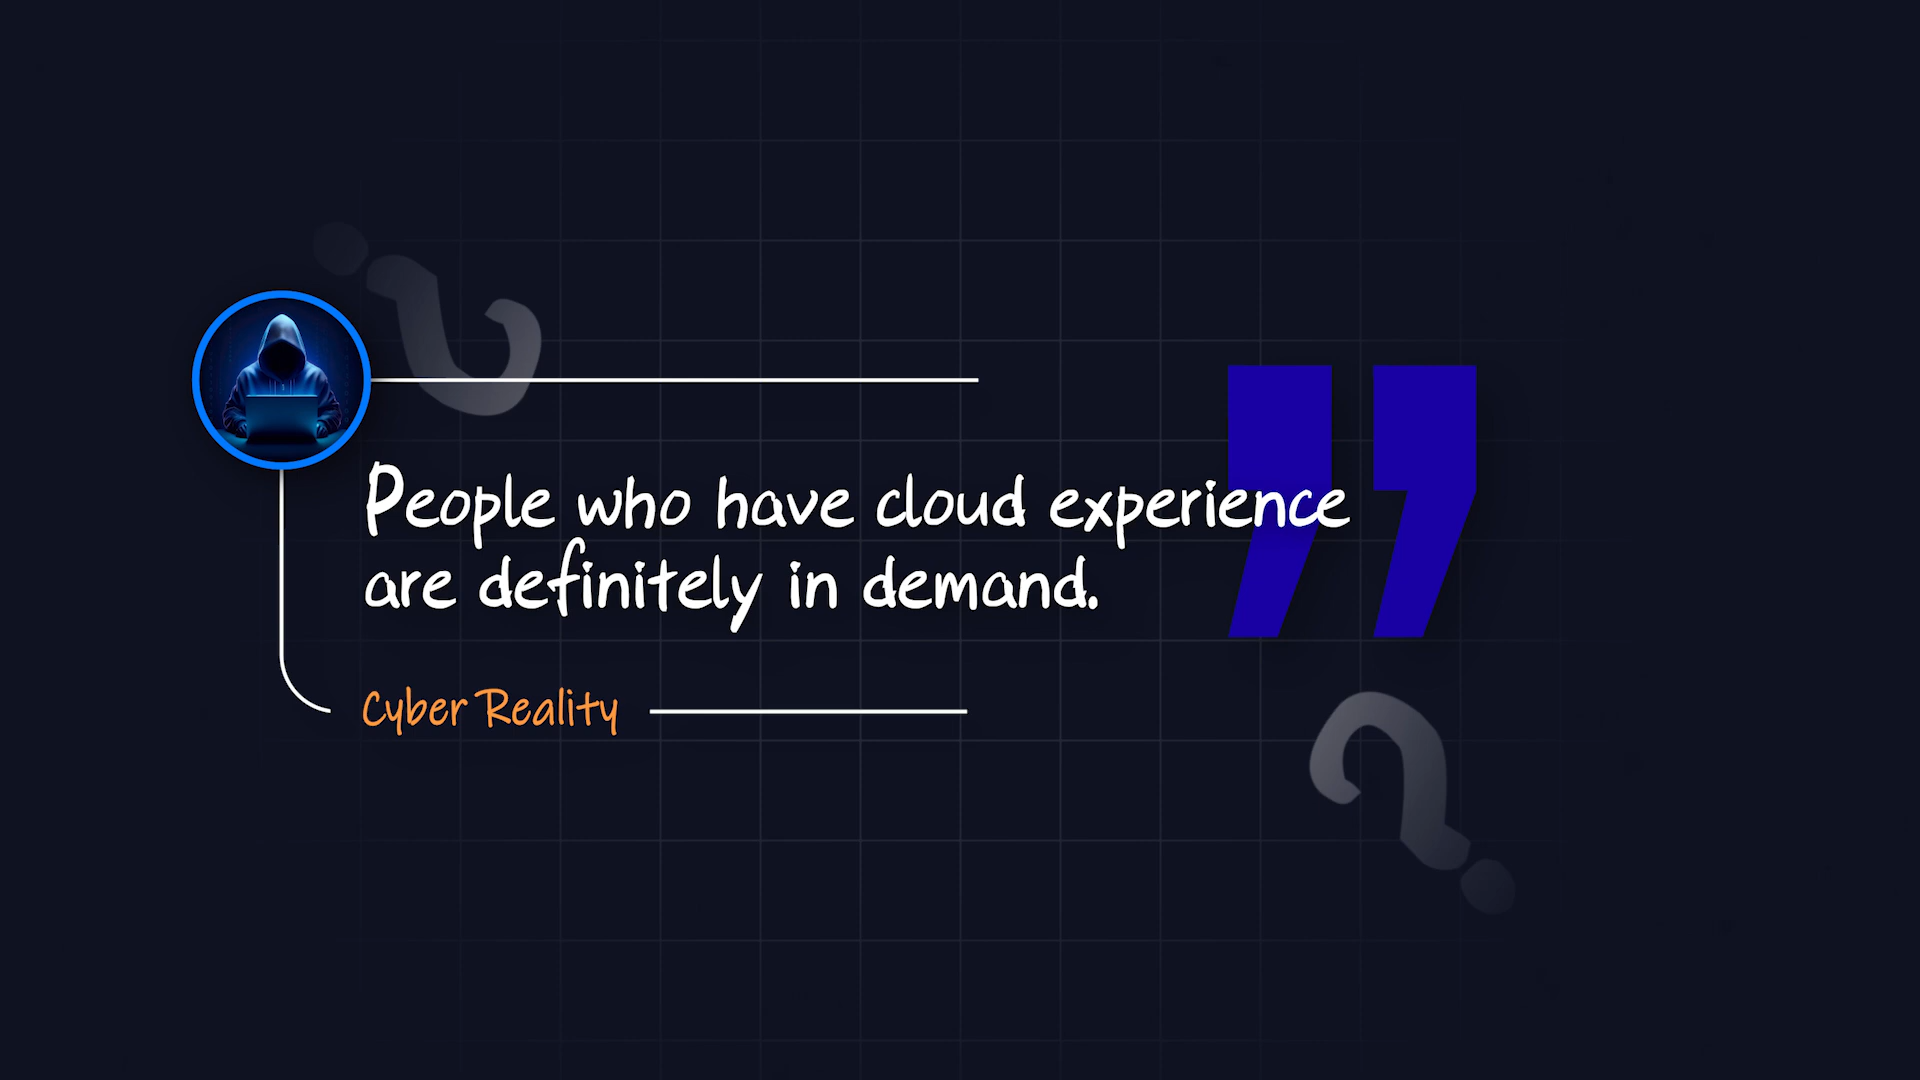 People who have cloud experience
are definitely in demand.
Cyber Reality